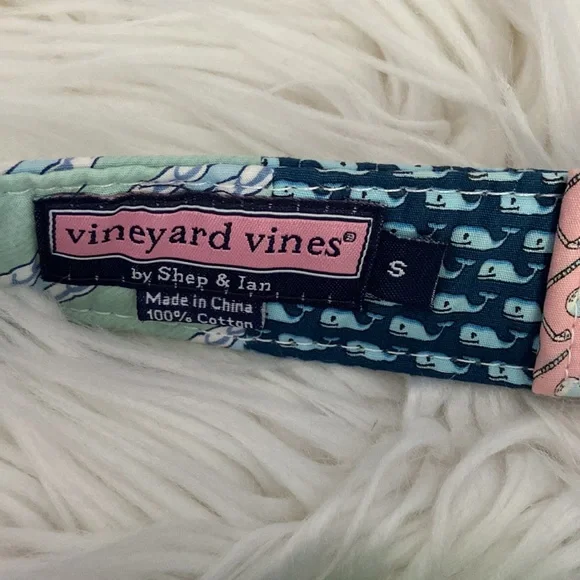 vineyard vines®
by Shep & Ian
S
Made in China
100% Cotton